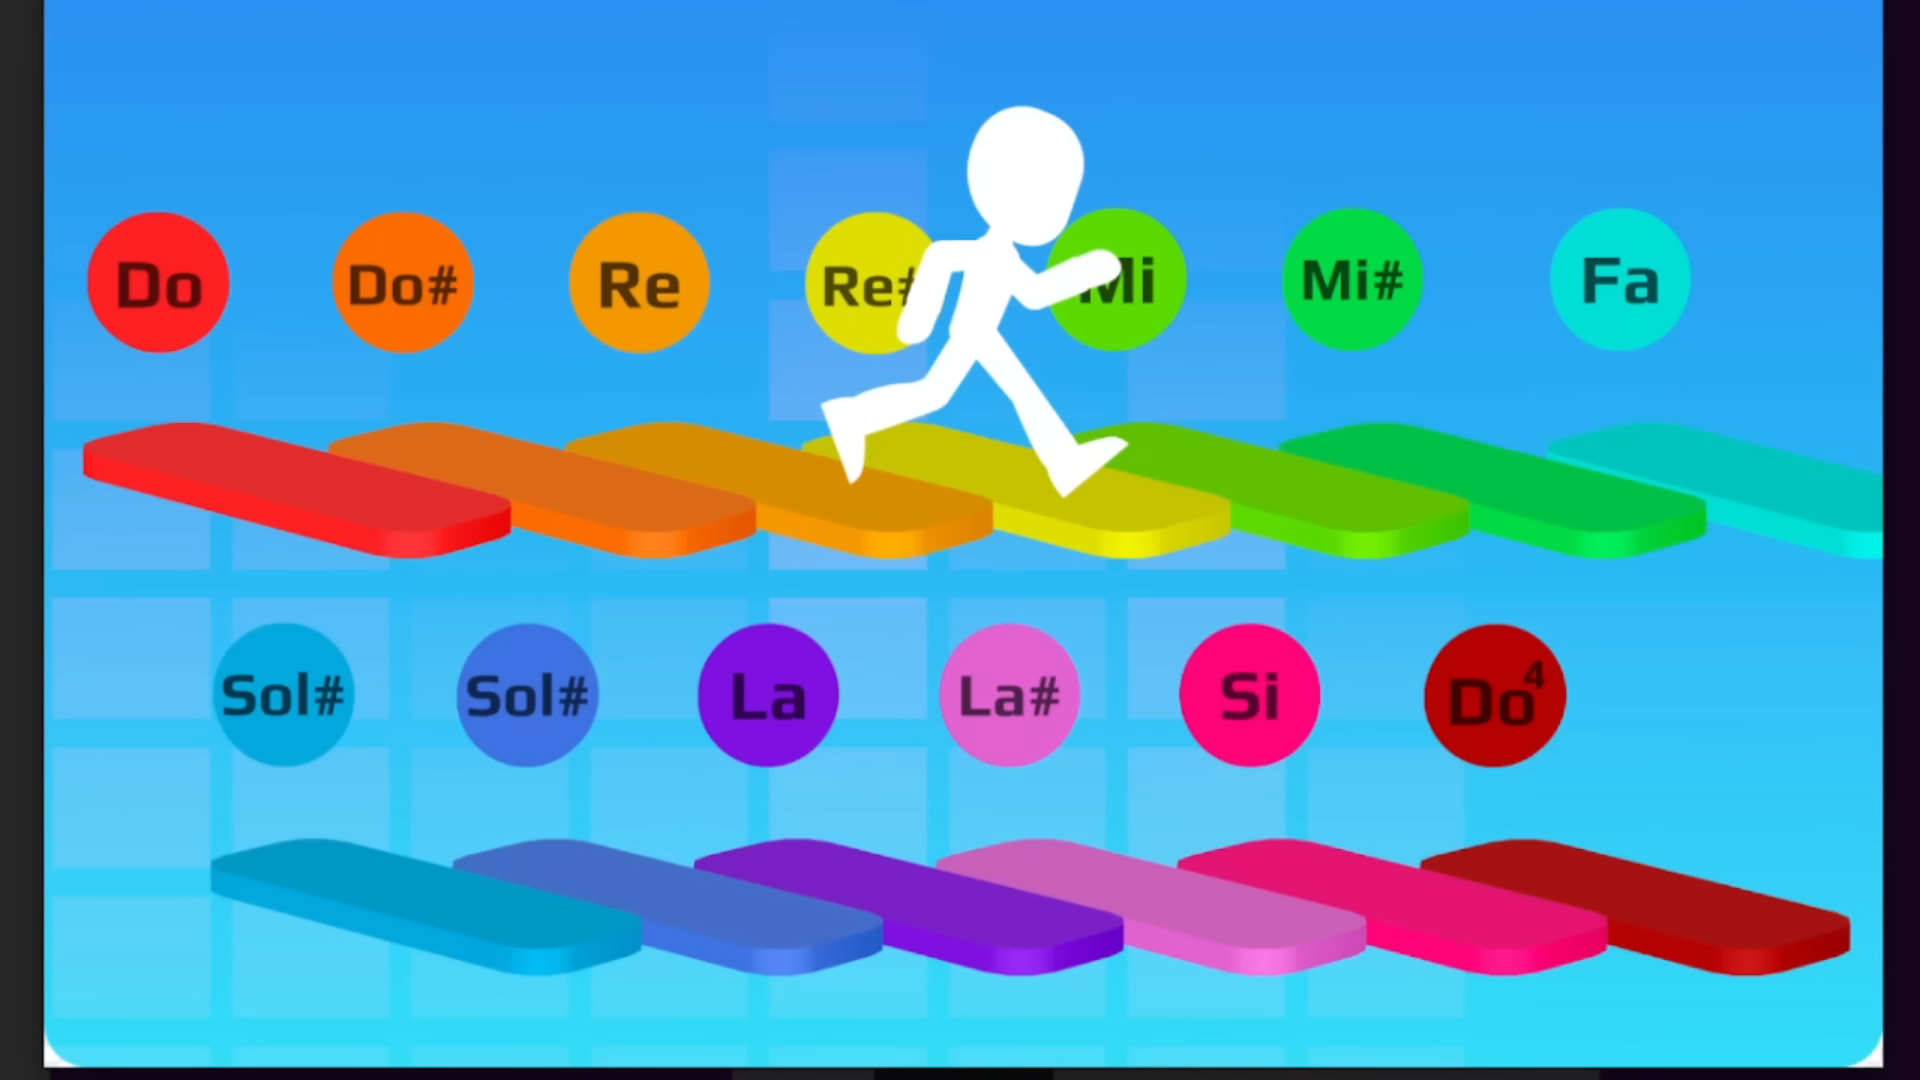 Do
Do#
Re
Re#
Mi
Mi#
Fa
Sol#
Sol#
La
La#
Si
Do⁴